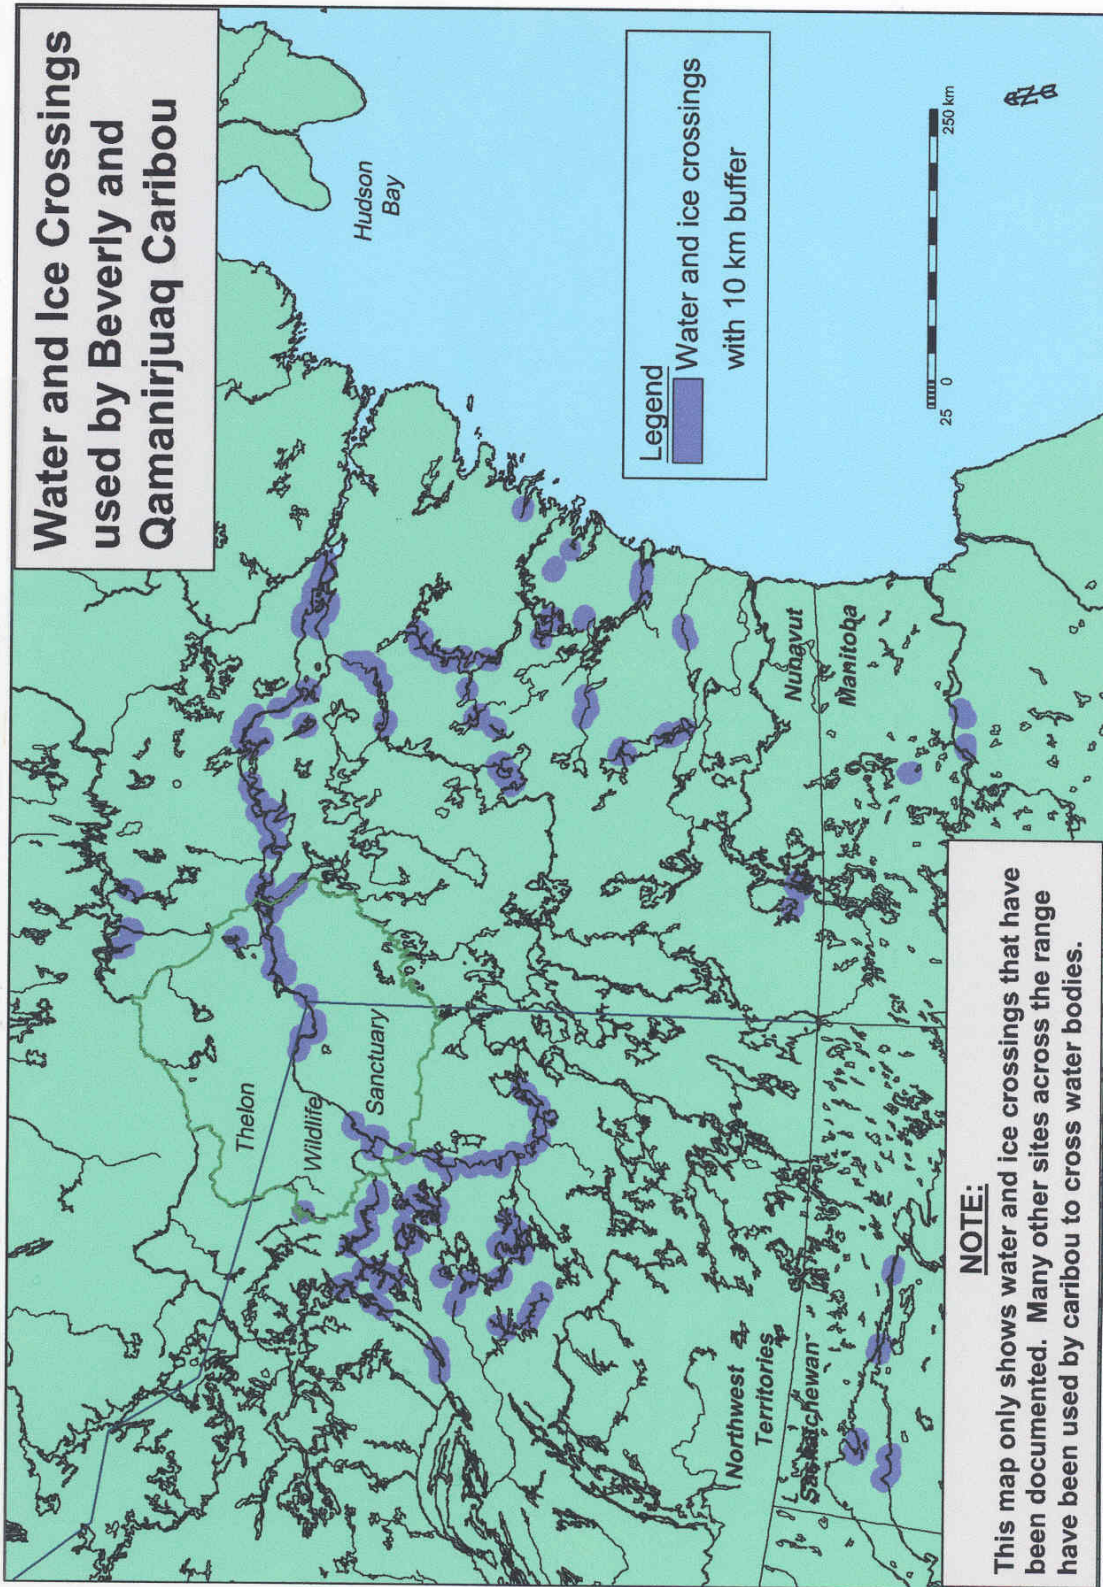 Water and Ice Crossings
used by Beverly and
Qamanirjuaq Caribou
Hudson
Bay
Legend
Water and ice crossings
with 10 km buffer
25 0 250 km
N
Thelon
Wildlife
Sanctuary
Nunavut
Manitoba
Northwest
Territories
Saskatchewan
NOTE:
This map only shows water and ice crossings that have
been documented. Many other sites across the range
have been used by caribou to cross water bodies.